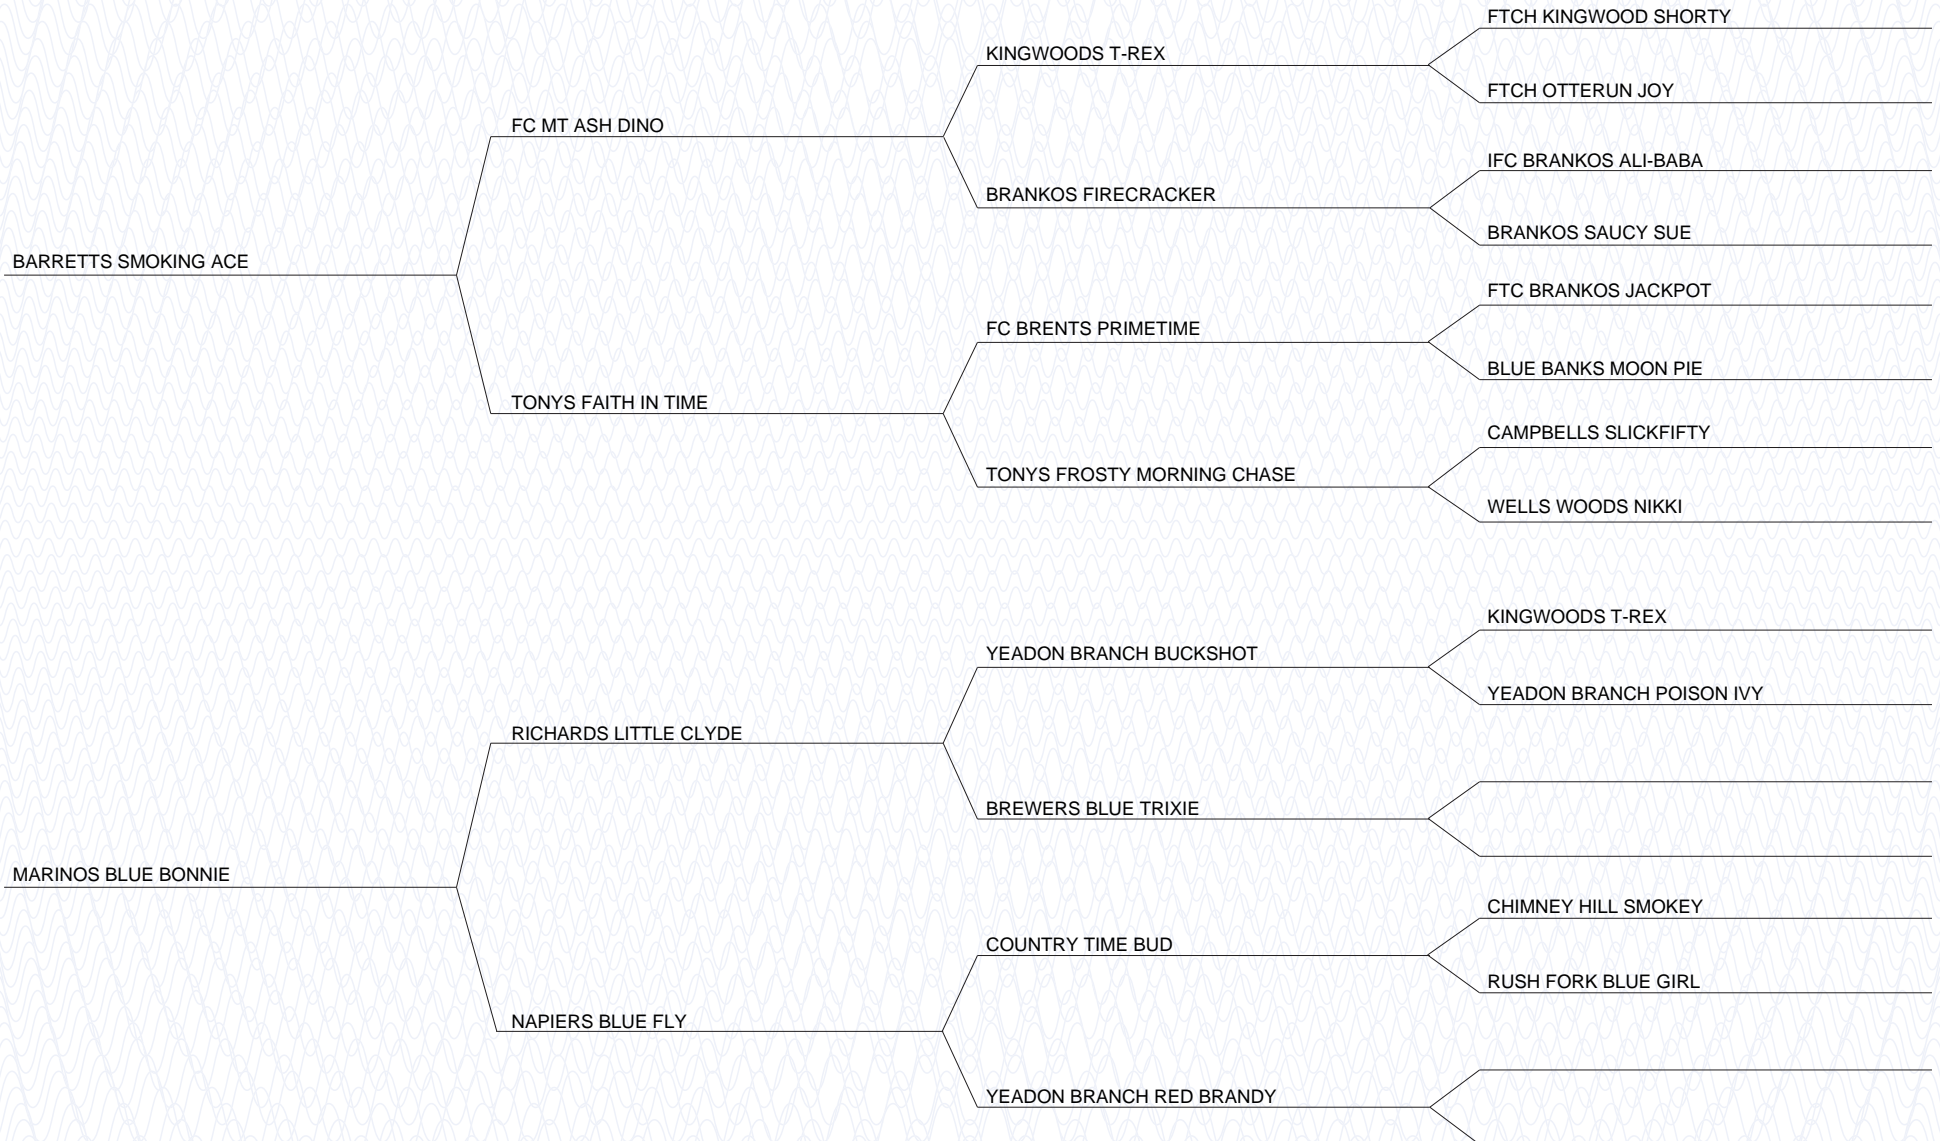 FTCH KINGWOOD SHORTY
KINGWOODS T-REX
FTCH OTTERUN JOY
FC MT ASH DINO
IFC BRANKOS ALI-BABA
BRANKOS FIRECRACKER
BRANKOS SAUCY SUE
BARRETTS SMOKING ACE
FTC BRANKOS JACKPOT
FC BRENTS PRIMETIME
BLUE BANKS MOON PIE
TONYS FAITH IN TIME
CAMPBELLS SLICKFIFTY
TONYS FROSTY MORNING CHASE
WELLS WOODS NIKKI
KINGWOODS T-REX
YEADON BRANCH BUCKSHOT
YEADON BRANCH POISON IVY
RICHARDS LITTLE CLYDE
BREWERS BLUE TRIXIE
MARINOS BLUE BONNIE
CHIMNEY HILL SMOKEY
COUNTRY TIME BUD
RUSH FORK BLUE GIRL
NAPIERS BLUE FLY
YEADON BRANCH RED BRANDY